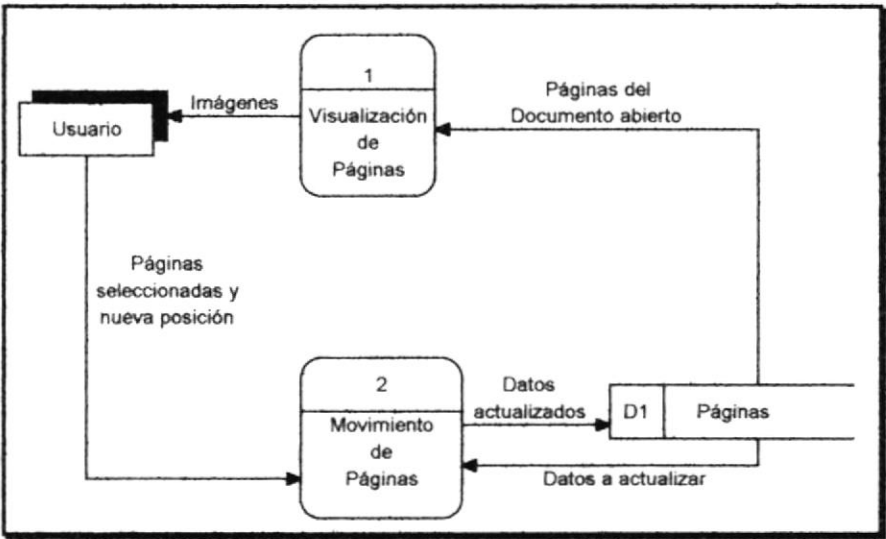 1
Visualización
de
Páginas
Imágenes
Usuario
Páginas del
Documento abierto
Páginas
seleccionadas y
nueva posición
2
Movimiento
de
Páginas
Datos
actualizados
D1
Páginas
Datos a actualizar